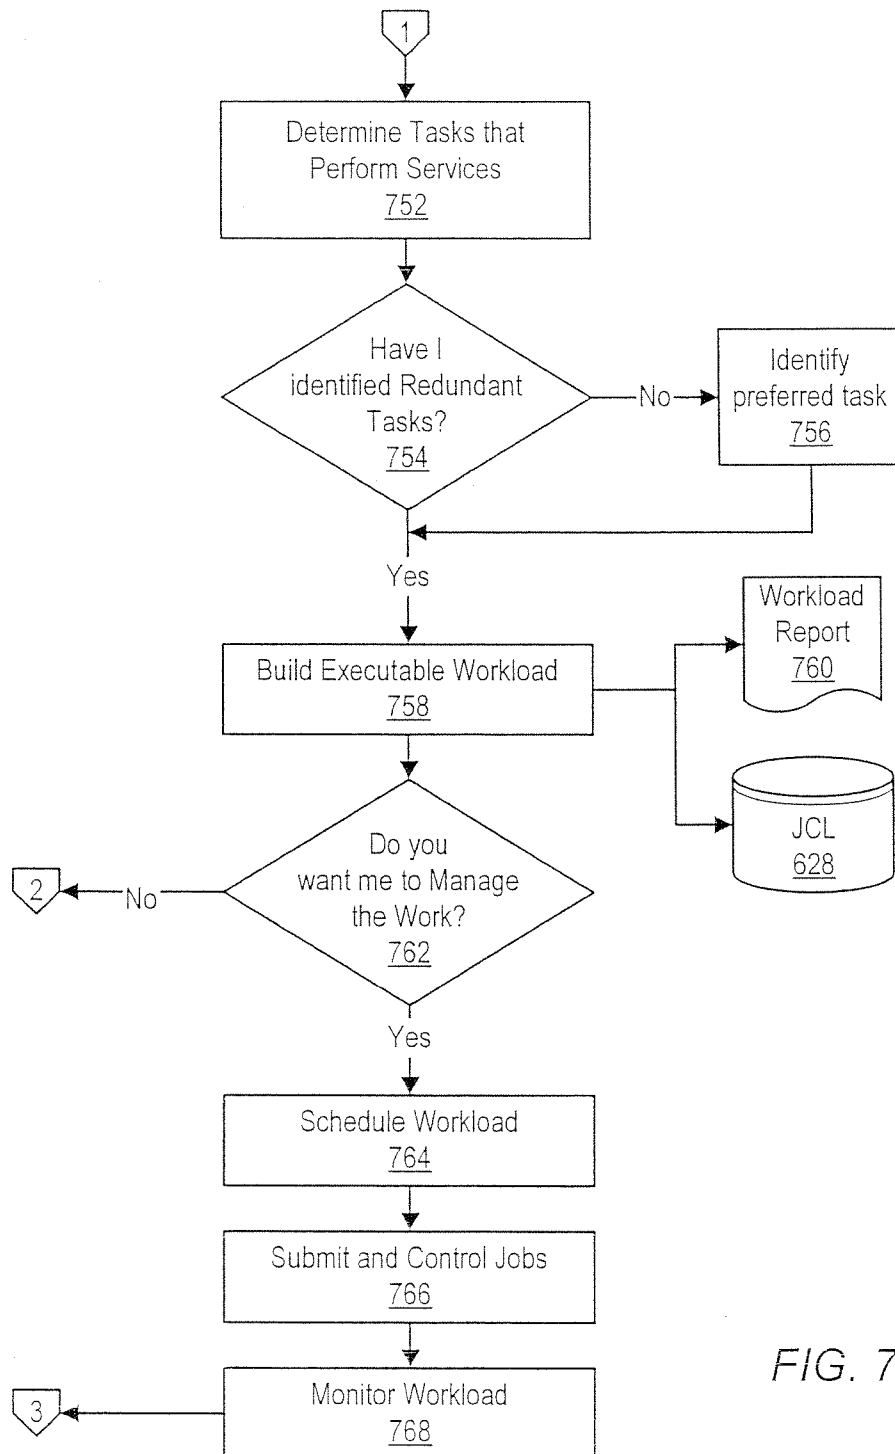 1
Determine Tasks that
Perform Services
752
Have I
identified Redundant
Tasks?
754
No
Identify
preferred task
756
Yes
Workload
Report
760
Build Executable Workload
758
JCL
628
Do you
want me to Manage
the Work?
762
No
2
Yes
Schedule Workload
764
Submit and Control Jobs
766
Monitor Workload
768
3
FIG. 7